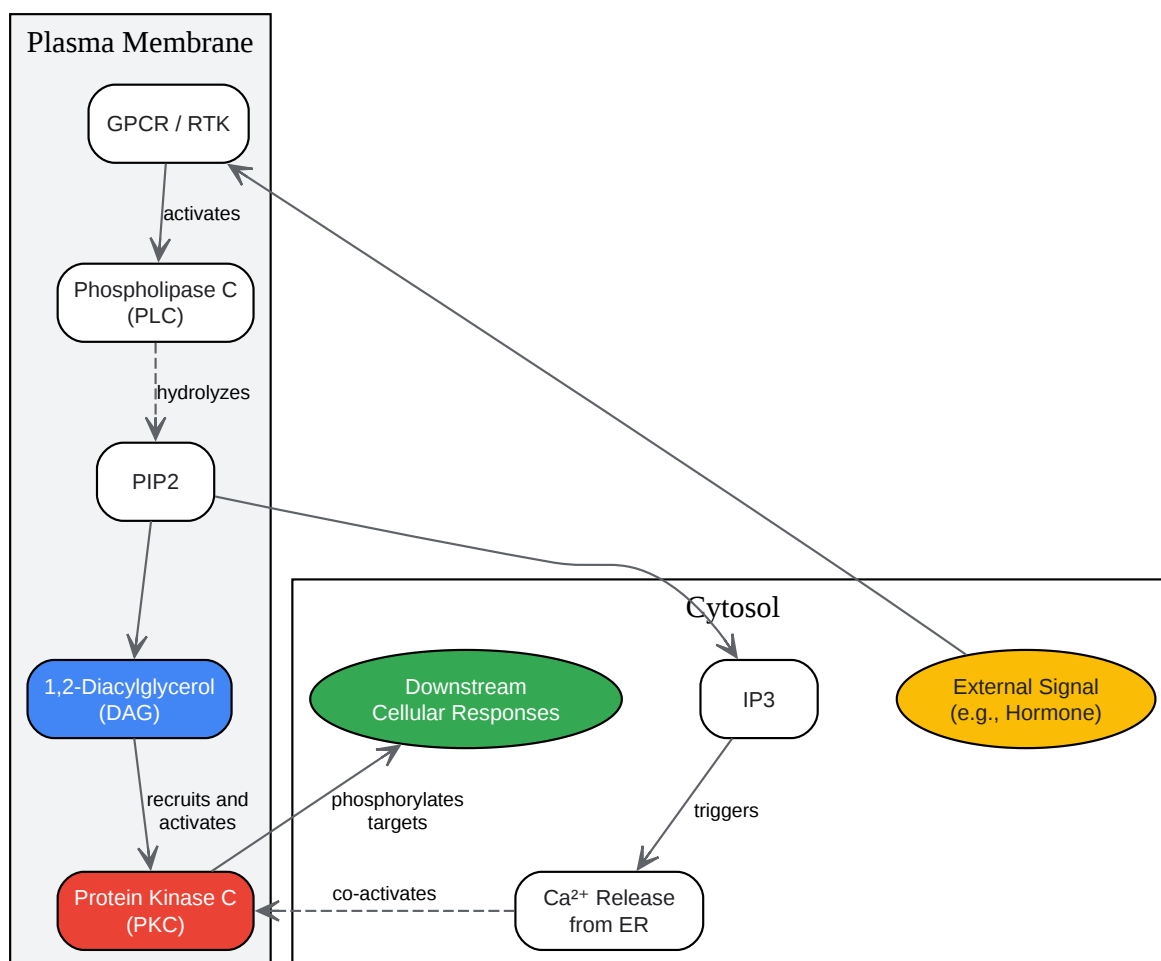 Plasma Membrane
GPCR / RTK
activates
Phospholipase C
(PLC)
hydrolyzes
PIP2
Cytosol
1,2-Diacylglycerol
(DAG)
Downstream
Cellular Responses
IP3
External Signal
(e.g., Hormone)
recruits and
activates
phosphorylates
targets
triggers
Protein Kinase C
(PKC)
co-activates
Ca²⁺ Release
from ER